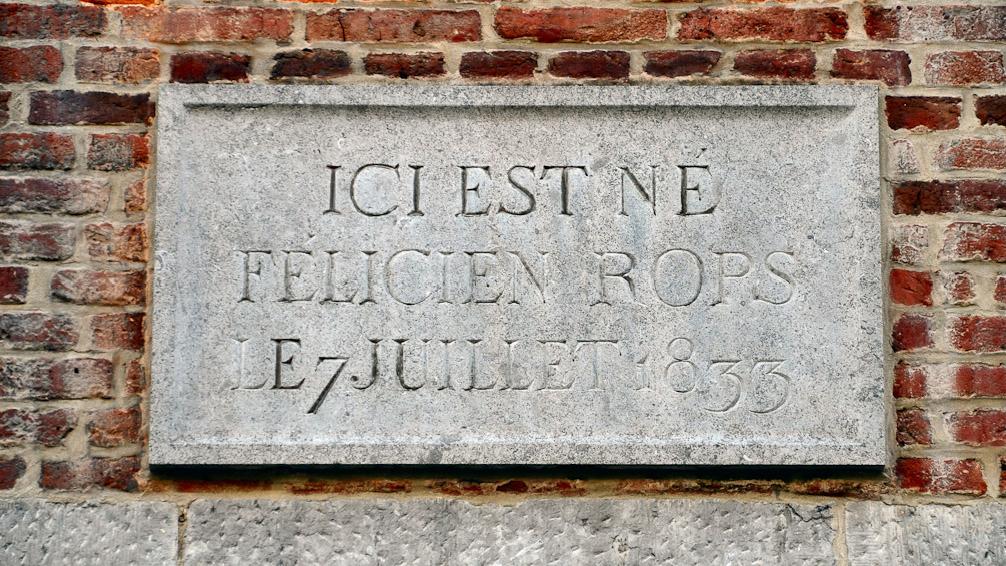 ICI EST NÉ
FÉLICIEN ROPS
LE 7 JUILLET 1833